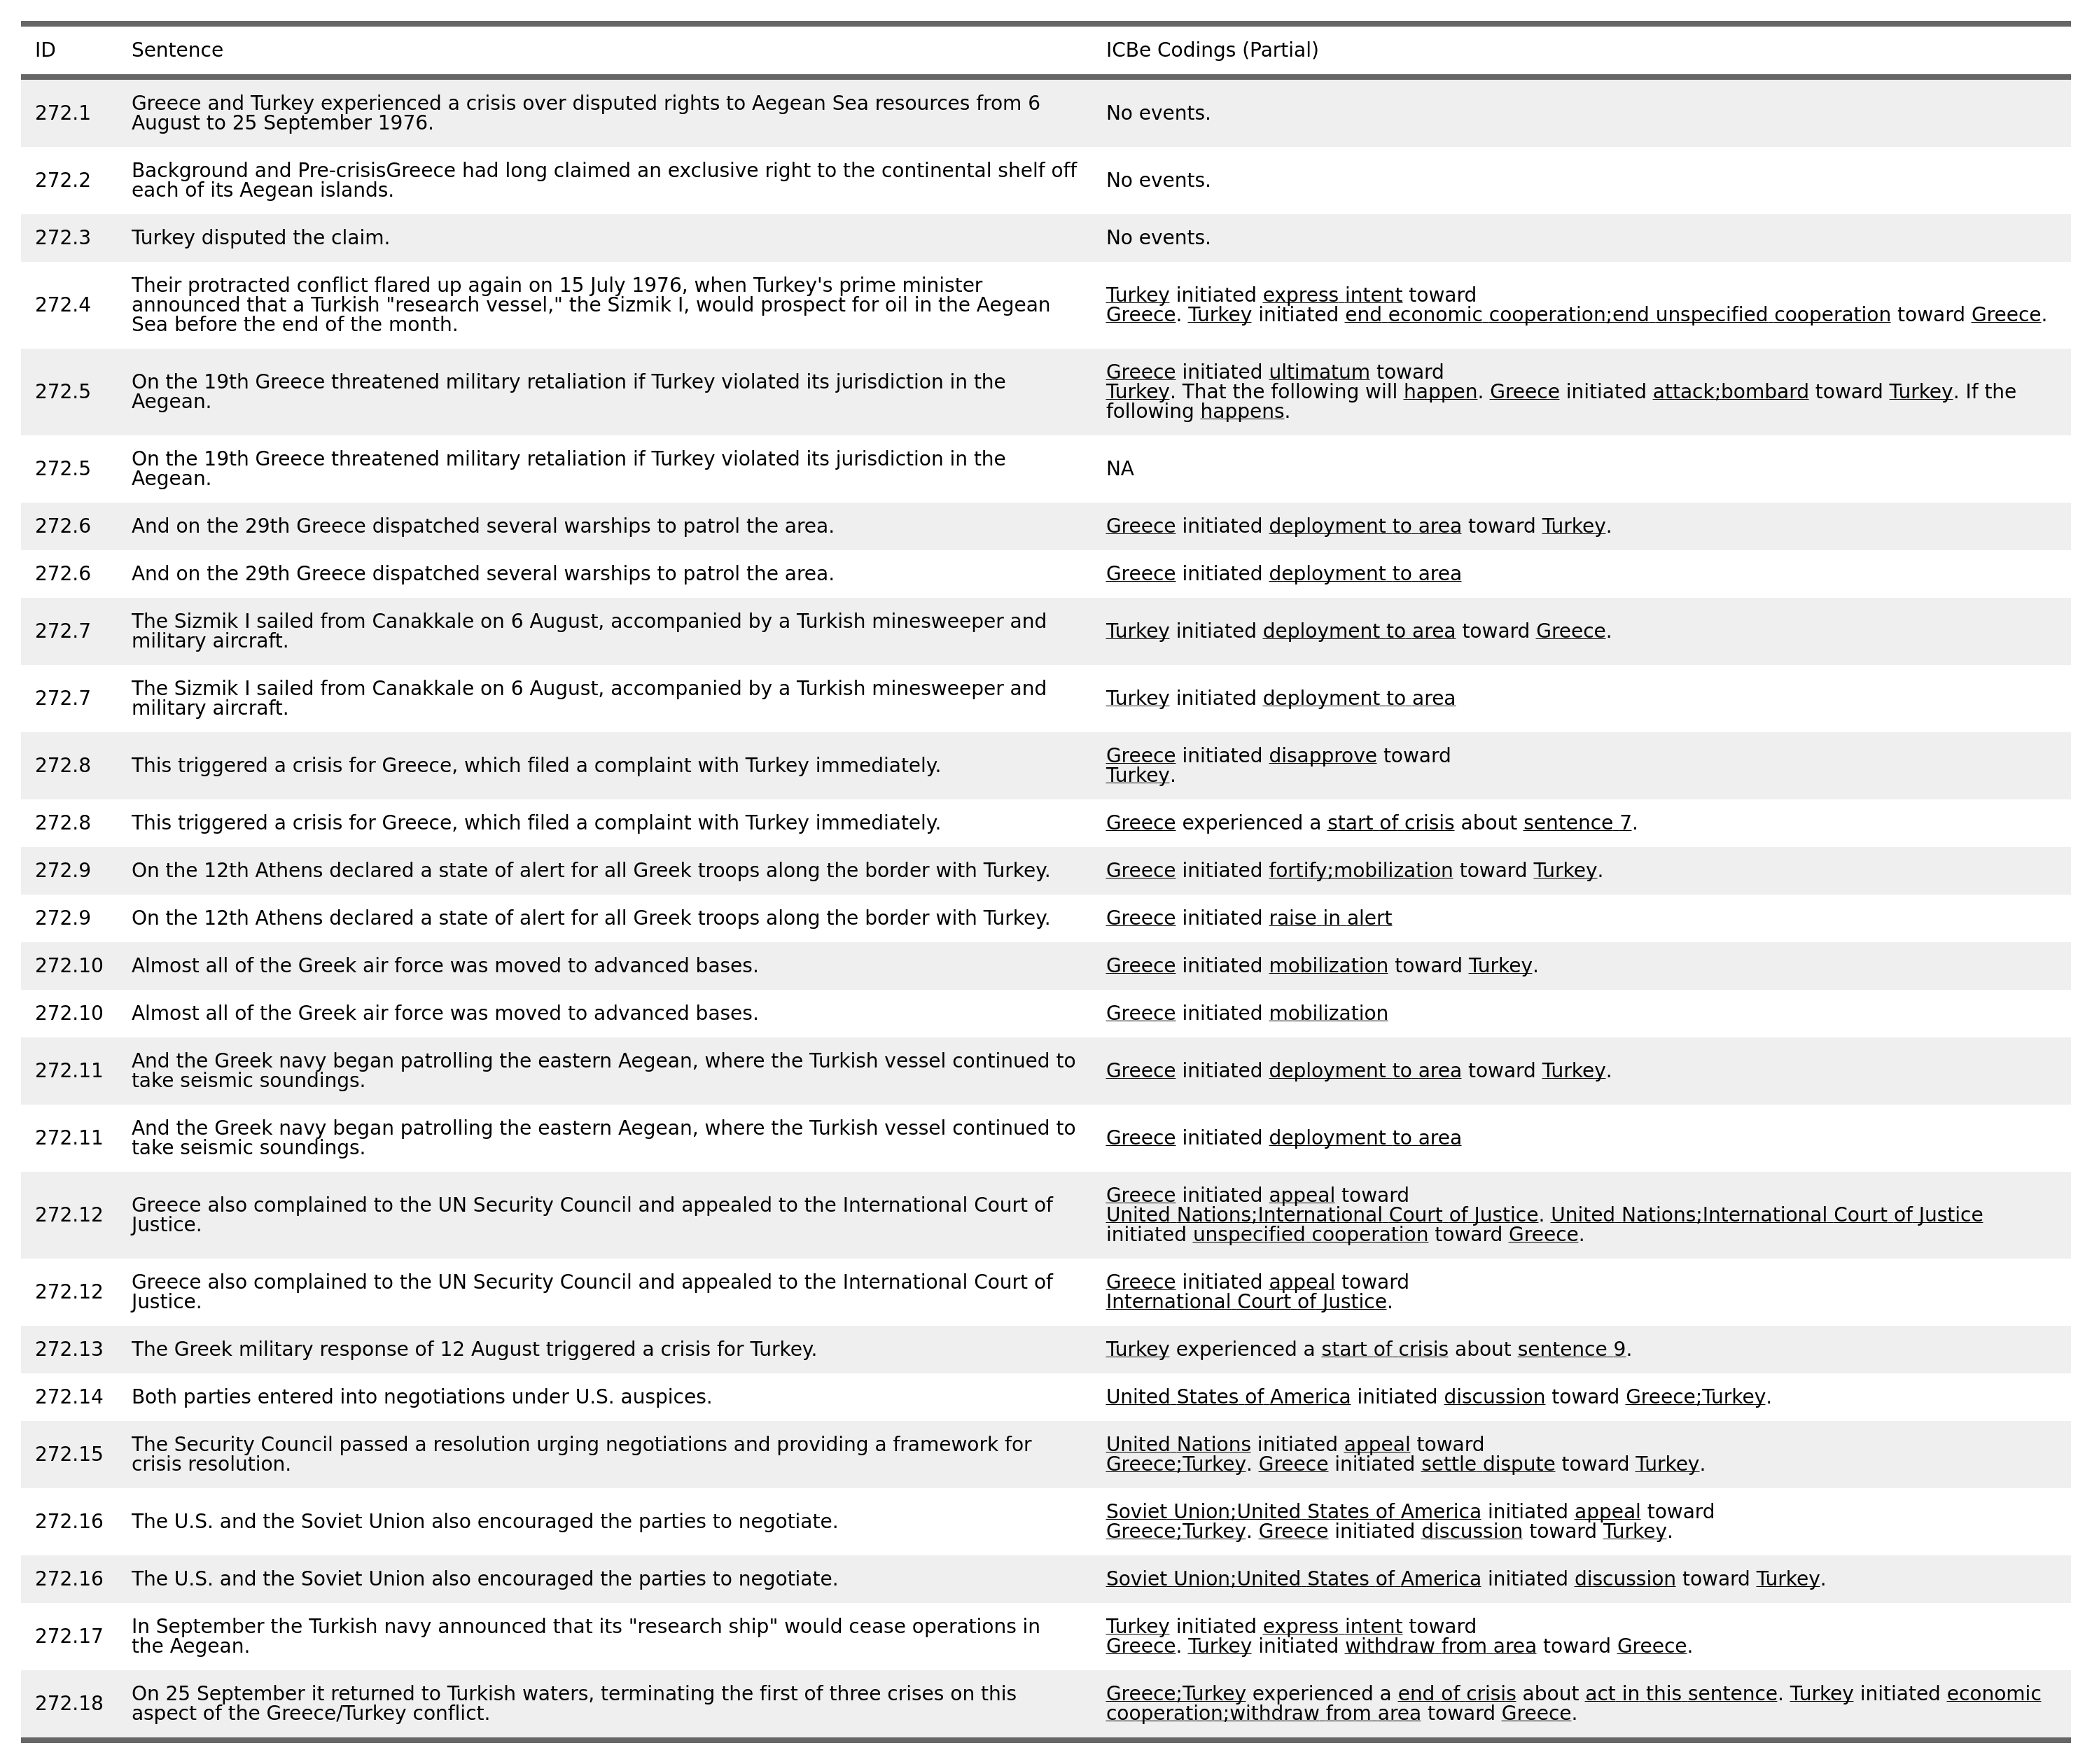 ID Sentence ICBe Codings (Partial)
272.1 Greece and Turkey experienced a crisis over disputed rights to Aegean Sea resources from 6
August to 25 September 1976.
No events.
272.2 Background and Pre-crisisGreece had long claimed an exclusive right to the continental shelf off
each of its Aegean islands.
No events.
272.3 Turkey disputed the claim. No events.
272.4 Their protracted conflict flared up again on 15 July 1976, when Turkey's prime minister
announced that a Turkish "research vessel," the Sizmik I, would prospect for oil in the Aegean
Sea before the end of the month.
Turkey initiated express intent toward
Greece. Turkey initiated end economic cooperation;end unspecified cooperation toward Greece.
272.5 On the 19th Greece threatened military retaliation if Turkey violated its jurisdiction in the
Aegean.
Greece initiated ultimatum toward
Turkey. That the following will happen. Greece initiated attack;bombard toward Turkey. If the
following happens.
272.5 On the 19th Greece threatened military retaliation if Turkey violated its jurisdiction in the
Aegean.
NA
272.6 And on the 29th Greece dispatched several warships to patrol the area. Greece initiated deployment to area toward Turkey.
272.6 And on the 29th Greece dispatched several warships to patrol the area. Greece initiated deployment to area
272.7 The Sizmik I sailed from Canakkale on 6 August, accompanied by a Turkish minesweeper and
military aircraft.
Turkey initiated deployment to area toward Greece.
272.7 The Sizmik I sailed from Canakkale on 6 August, accompanied by a Turkish minesweeper and
military aircraft.
Turkey initiated deployment to area
272.8 This triggered a crisis for Greece, which filed a complaint with Turkey immediately.
Greece initiated disapprove toward
Turkey.
272.8 This triggered a crisis for Greece, which filed a complaint with Turkey immediately. Greece experienced a start of crisis about sentence 7.
272.9 On the 12th Athens declared a state of alert for all Greek troops along the border with Turkey. Greece initiated fortify;mobilization toward Turkey.
272.9 On the 12th Athens declared a state of alert for all Greek troops along the border with Turkey. Greece initiated raise in alert
272.10 Almost all of the Greek air force was moved to advanced bases. Greece initiated mobilization toward Turkey.
272.10 Almost all of the Greek air force was moved to advanced bases. Greece initiated mobilization
272.11 And the Greek navy began patrolling the eastern Aegean, where the Turkish vessel continued to
take seismic soundings.
Greece initiated deployment to area toward Turkey.
272.11 And the Greek navy began patrolling the eastern Aegean, where the Turkish vessel continued to
take seismic soundings.
Greece initiated deployment to area
272.12 Greece also complained to the UN Security Council and appealed to the International Court of
Justice.
Greece initiated appeal toward
United Nations;International Court of Justice. United Nations;International Court of Justice
initiated unspecified cooperation toward Greece.
272.12 Greece also complained to the UN Security Council and appealed to the International Court of
Justice.
Greece initiated appeal toward
International Court of Justice.
272.13 The Greek military response of 12 August triggered a crisis for Turkey. Turkey experienced a start of crisis about sentence 9.
272.14 Both parties entered into negotiations under U.S. auspices. United States of America initiated discussion toward Greece;Turkey.
272.15 The Security Council passed a resolution urging negotiations and providing a framework for
crisis resolution.
United Nations initiated appeal toward
Greece;Turkey. Greece initiated settle dispute toward Turkey.
272.16 The U.S. and the Soviet Union also encouraged the parties to negotiate.
Soviet Union;United States of America initiated appeal toward
Greece;Turkey. Greece initiated discussion toward Turkey.
272.16 The U.S. and the Soviet Union also encouraged the parties to negotiate. Soviet Union;United States of America initiated discussion toward Turkey.
272.17 In September the Turkish navy announced that its "research ship" would cease operations in
the Aegean.
Turkey initiated express intent toward
Greece. Turkey initiated withdraw from area toward Greece.
272.18 On 25 September it returned to Turkish waters, terminating the first of three crises on this
aspect of the Greece/Turkey conflict.
Greece;Turkey experienced a end of crisis about act in this sentence. Turkey initiated economic
cooperation;withdraw from area toward Greece.